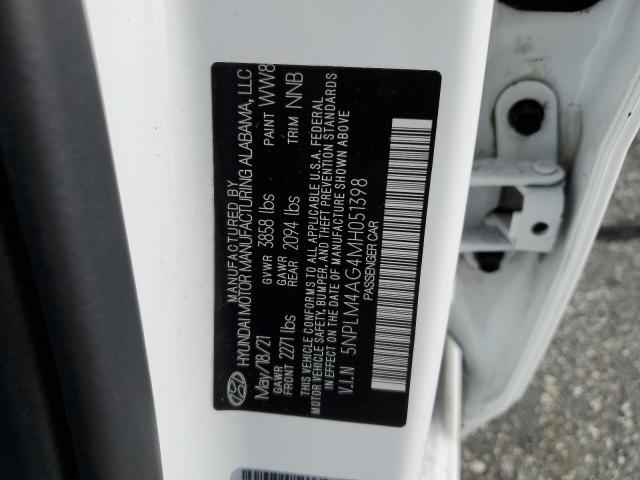 MANUFACTURED BY
HYUNDAI MOTOR MANUFACTURING ALABAMA, LLC
May/18/21 GVWR 3858 lbs PAINT WW8
GAWR FRONT 2271 lbs GAWR REAR 2094 lbs TRIM NNB
THIS VEHICLE CONFORMS TO ALL APPLICABLE U.S.A. FEDERAL
MOTOR VEHICLE SAFETY, BUMPER, AND THEFT PREVENTION STANDARDS
IN EFFECT ON THE DATE OF MANUFACTURE SHOWN ABOVE
V.I.N 5NPLM4AG4MH051398
PASSENGER CAR